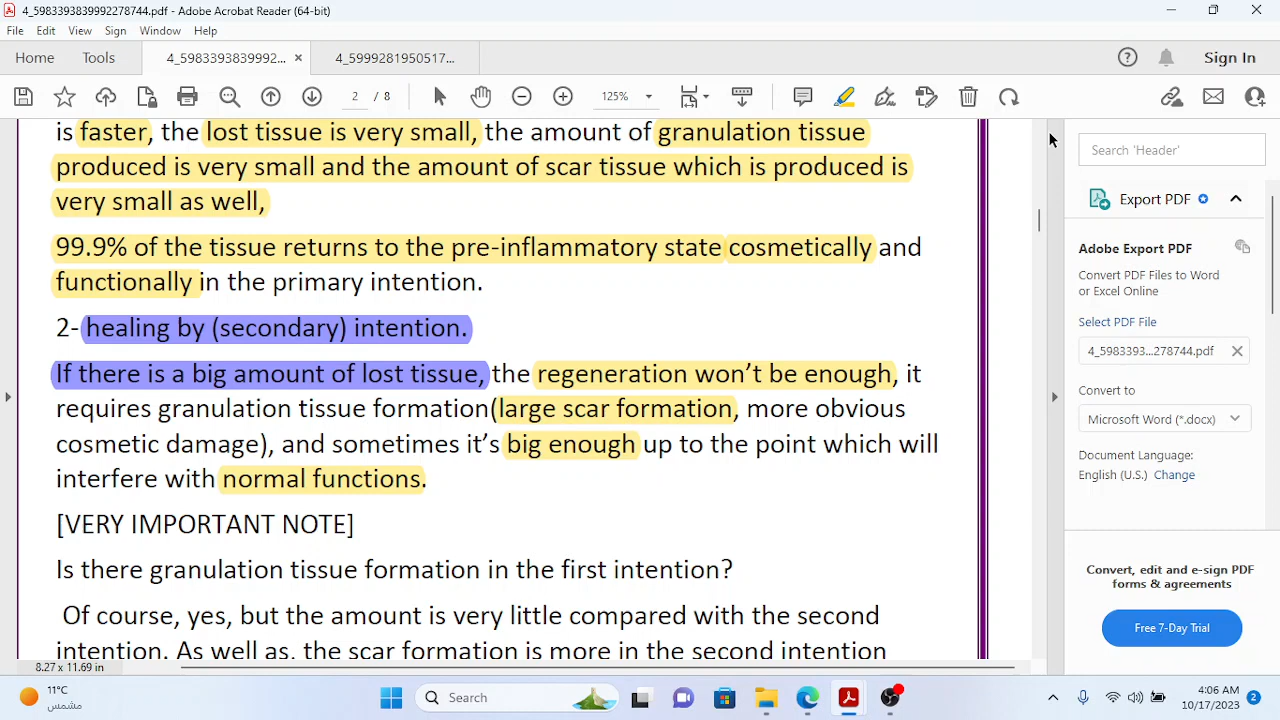 4_5983393839992278744.pdf - Adobe Acrobat Reader (64-bit)
File Edit View Sign Window Help
Home Tools 4_5983393839992... × 4_5999281950517...
Sign In
2 / 8 125%
is faster, the lost tissue is very small, the amount of granulation tissue
produced is very small and the amount of scar tissue which is produced is
very small as well,
99.9% of the tissue returns to the pre-inflammatory state cosmetically and
functionally in the primary intention.
2- healing by (secondary) intention.
If there is a big amount of lost tissue, the regeneration won't be enough, it
requires granulation tissue formation(large scar formation, more obvious
cosmetic damage), and sometimes it's big enough up to the point which will
interfere with normal functions.
[VERY IMPORTANT NOTE]
Is there granulation tissue formation in the first intention?
Of course, yes, but the amount is very little compared with the second
intention. As well as, the scar formation is more in the second intention
8.27 x 11.69 in
Search 'Header'
Export PDF
Adobe Export PDF
Convert PDF Files to Word
or Excel Online
Select PDF File
4_5983393...278744.pdf
Convert to
Microsoft Word (*.docx)
Document Language:
English (U.S.) Change
Convert, edit and e-sign PDF
forms & agreements
Free 7-Day Trial
11°C
مشمس
Search
4:06 AM
10/17/2023
2